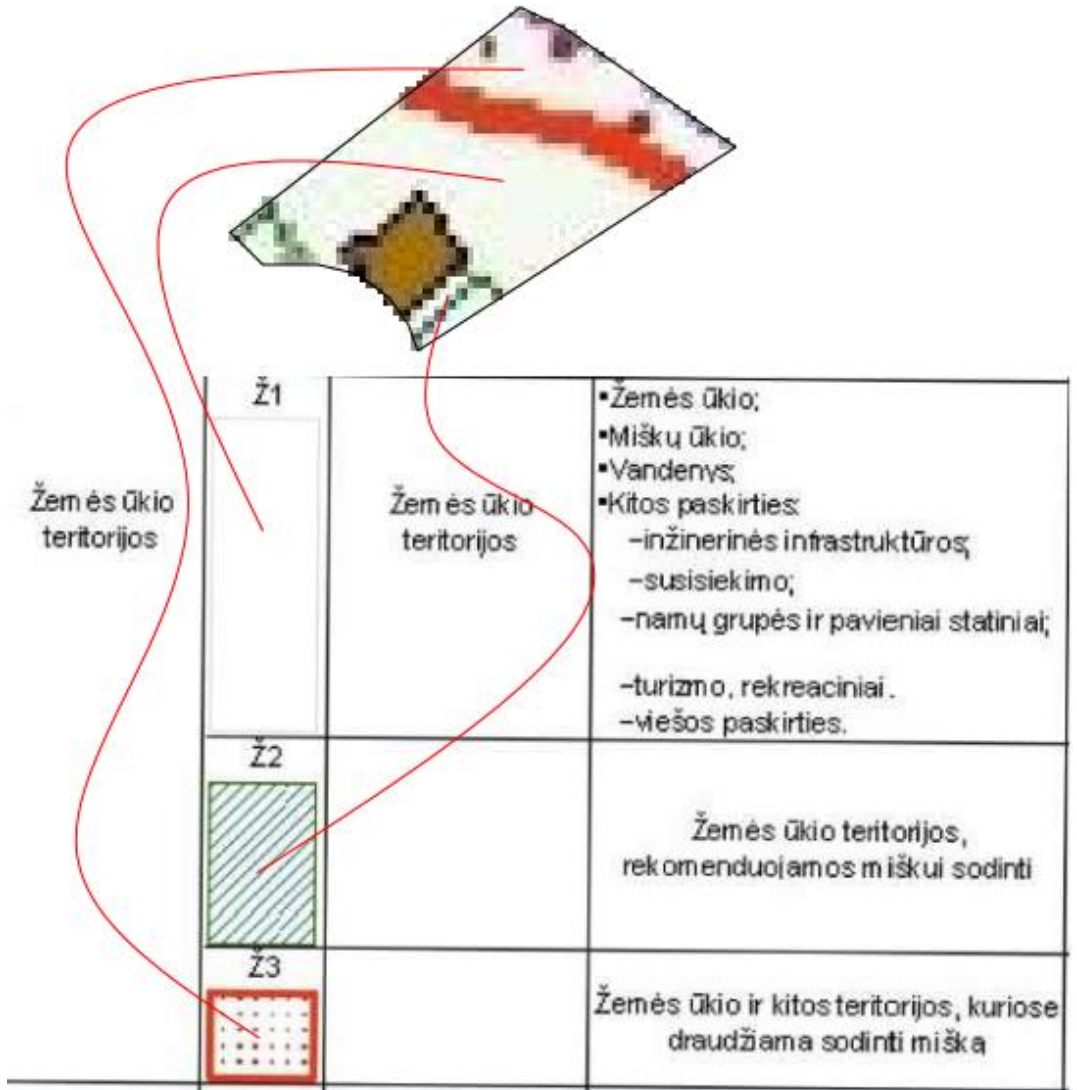 Ž1
Žemės ūkio
teritorijos
Žemės ūkio
teritorijos
▪Žemės ūkio;
▪Miškų ūkio;
▪Vandenys;
▪Kitos paskirties:
–inžinerinės infrastruktūros;
–susisiekimo;
–namų grupės ir pavieniai statiniai;
–turizmo, rekreaciniai.
–viešos paskirties.
Ž2
Žemės ūkio teritorijos,
rekomenduojamos miškui sodinti
Ž3
Žemės ūkio ir kitos teritorijos, kuriose
draudžiama sodinti mišką